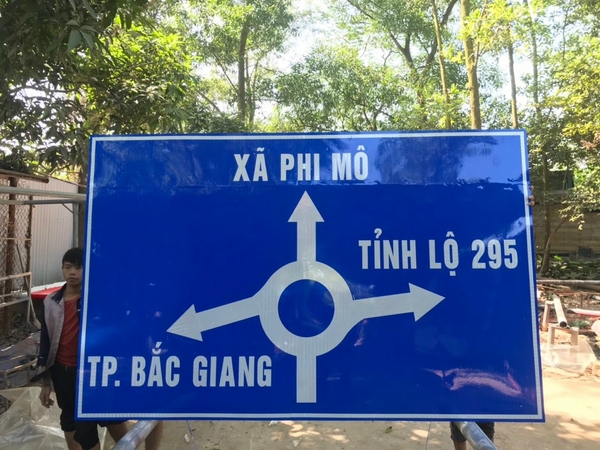 XÃ PHI MÔ
TỈNH LỘ 295
TP. BẮC GIANG